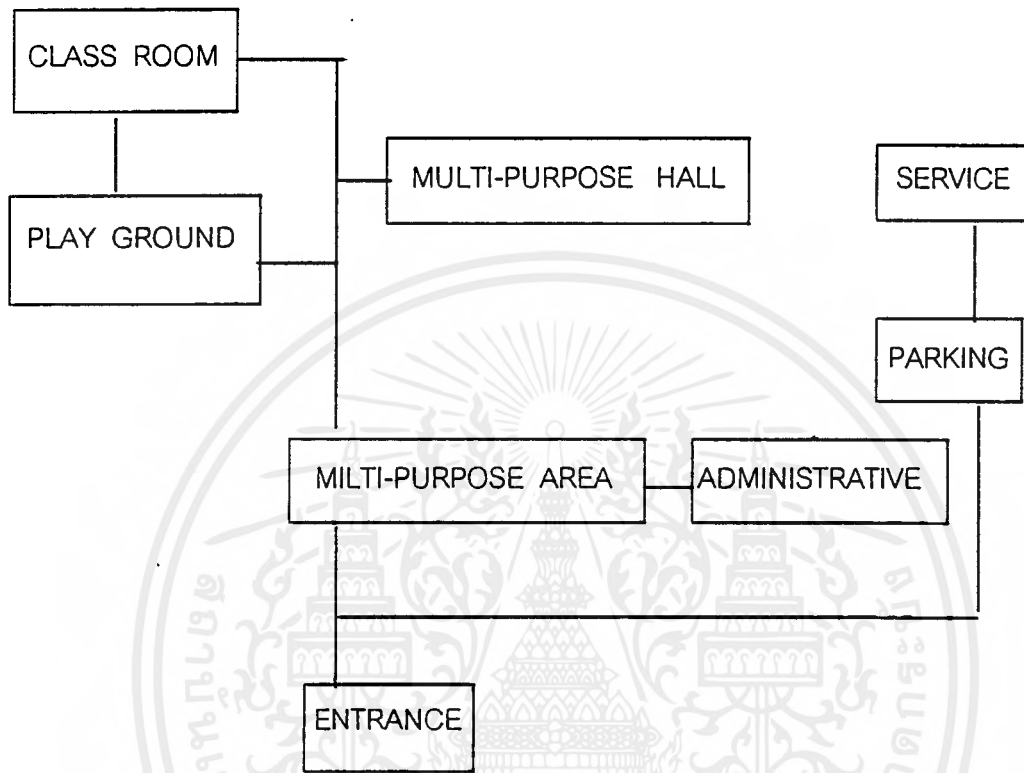 CLASS ROOM
MULTI-PURPOSE HALL
SERVICE
PLAY GROUND
PARKING
MILTI-PURPOSE AREA
ADMINISTRATIVE
ENTRANCE